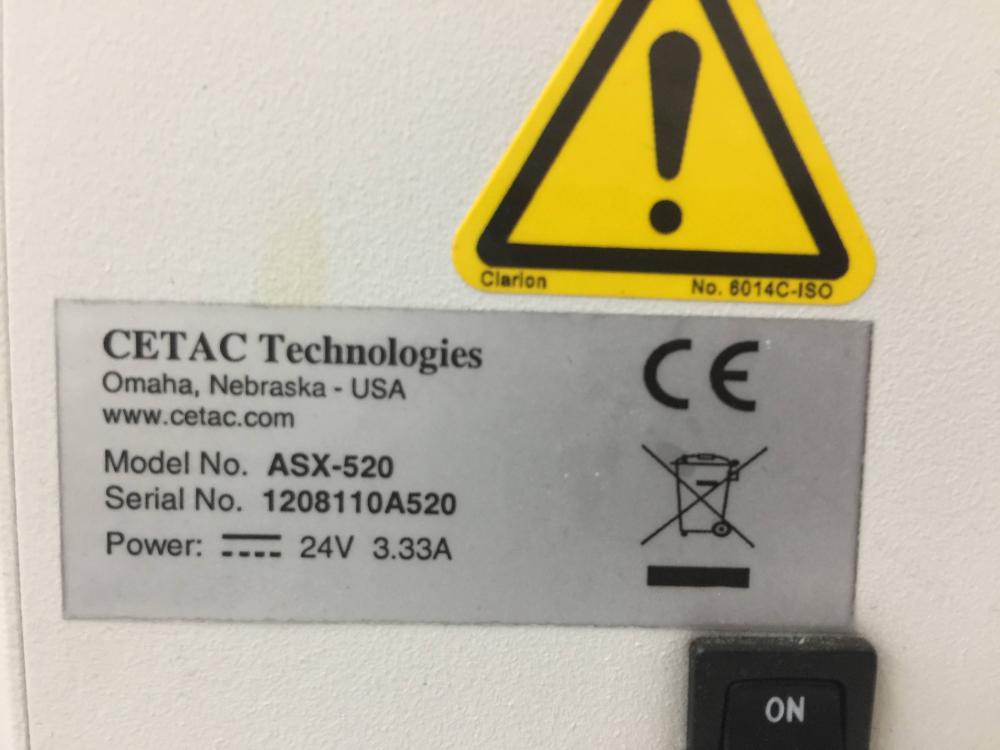 Clarion No. 6014C-ISO
CETAC Technologies
Omaha, Nebraska - USA
www.cetac.com
Model No. ASX-520
Serial No. 1208110A520
Power: 24V 3.33A
CE
ON